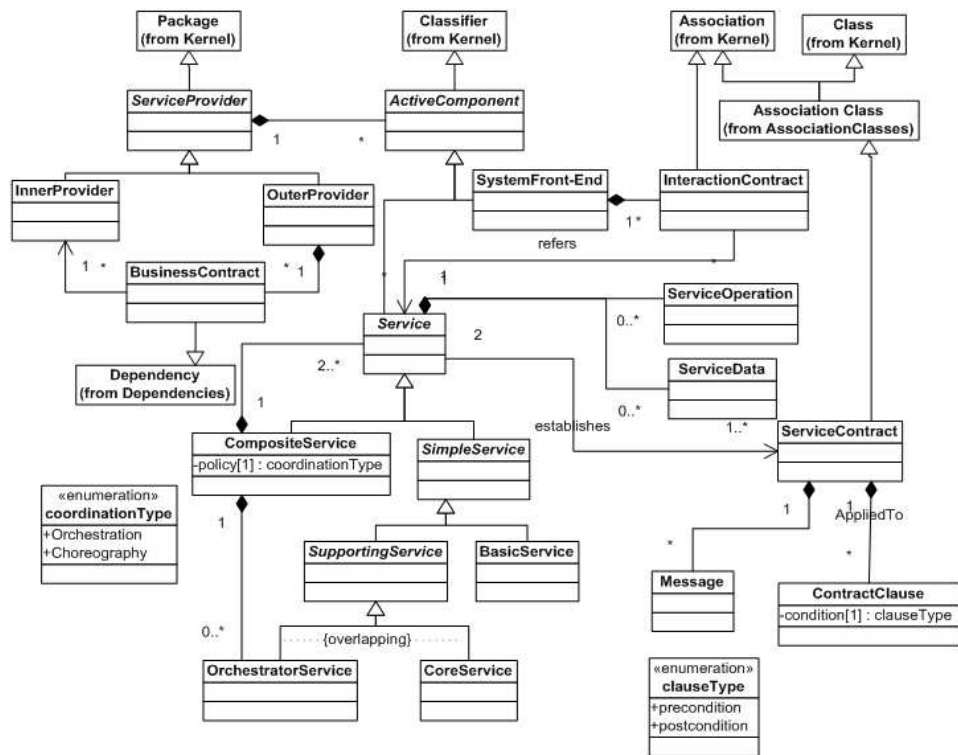 Package
(from Kernel)
Classifier
(from Kernel)
Association
(from Kernel)
Class
(from Kernel)
ServiceProvider
1
*
ActiveComponent
Association Class
(from AssociationClasses)
InnerProvider
OuterProvider
SystemFront-End
1
*
InteractionContract
refers
1
*
*
1
BusinessContract
*
1
1
*
ServiceOperation
0..*
Service
2
2..*
Dependency
(from Dependencies)
ServiceData
0..*
1
establishes
1..*
ServiceContract
CompositeService
-policy[1] : coordinationType
SimpleService
«enumeration»
coordinationType
+Orchestration
+Choreography
1
1
1
AppliedTo
SupportingService
BasicService
*
*
Message
ContractClause
-condition[1] : clauseType
0..*
{overlapping}
OrchestratorService
CoreService
«enumeration»
clauseType
+precondition
+postcondition